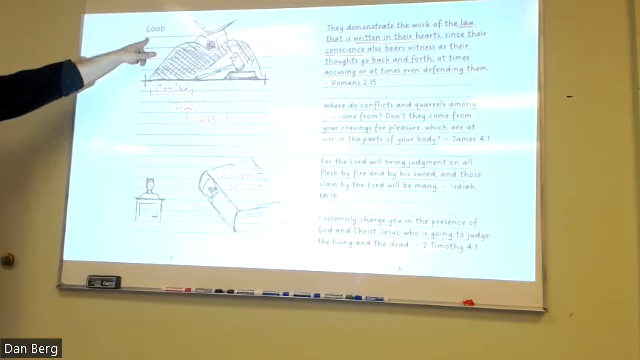 GOOD
They demonstrate the work of the law
that is written in their hearts, since their
conscience also bears witness as their
thoughts go back and forth, at times
accusing or at times even defending them.
- Romans 2:15
Where do conflicts and quarrels among
come from? Don't they come from
your cravings for pleasure, which are at
war in the parts of your body? - James 4:1
For the Lord will bring judgment on all
flesh by fire and by his sword, and those
slain by the Lord will be many. - Isaiah
66:16
I solemnly charge you in the presence of
God and Christ Jesus, who is going to judge
the living and the dead. - 2 Timothy 4:1
Dan Berg